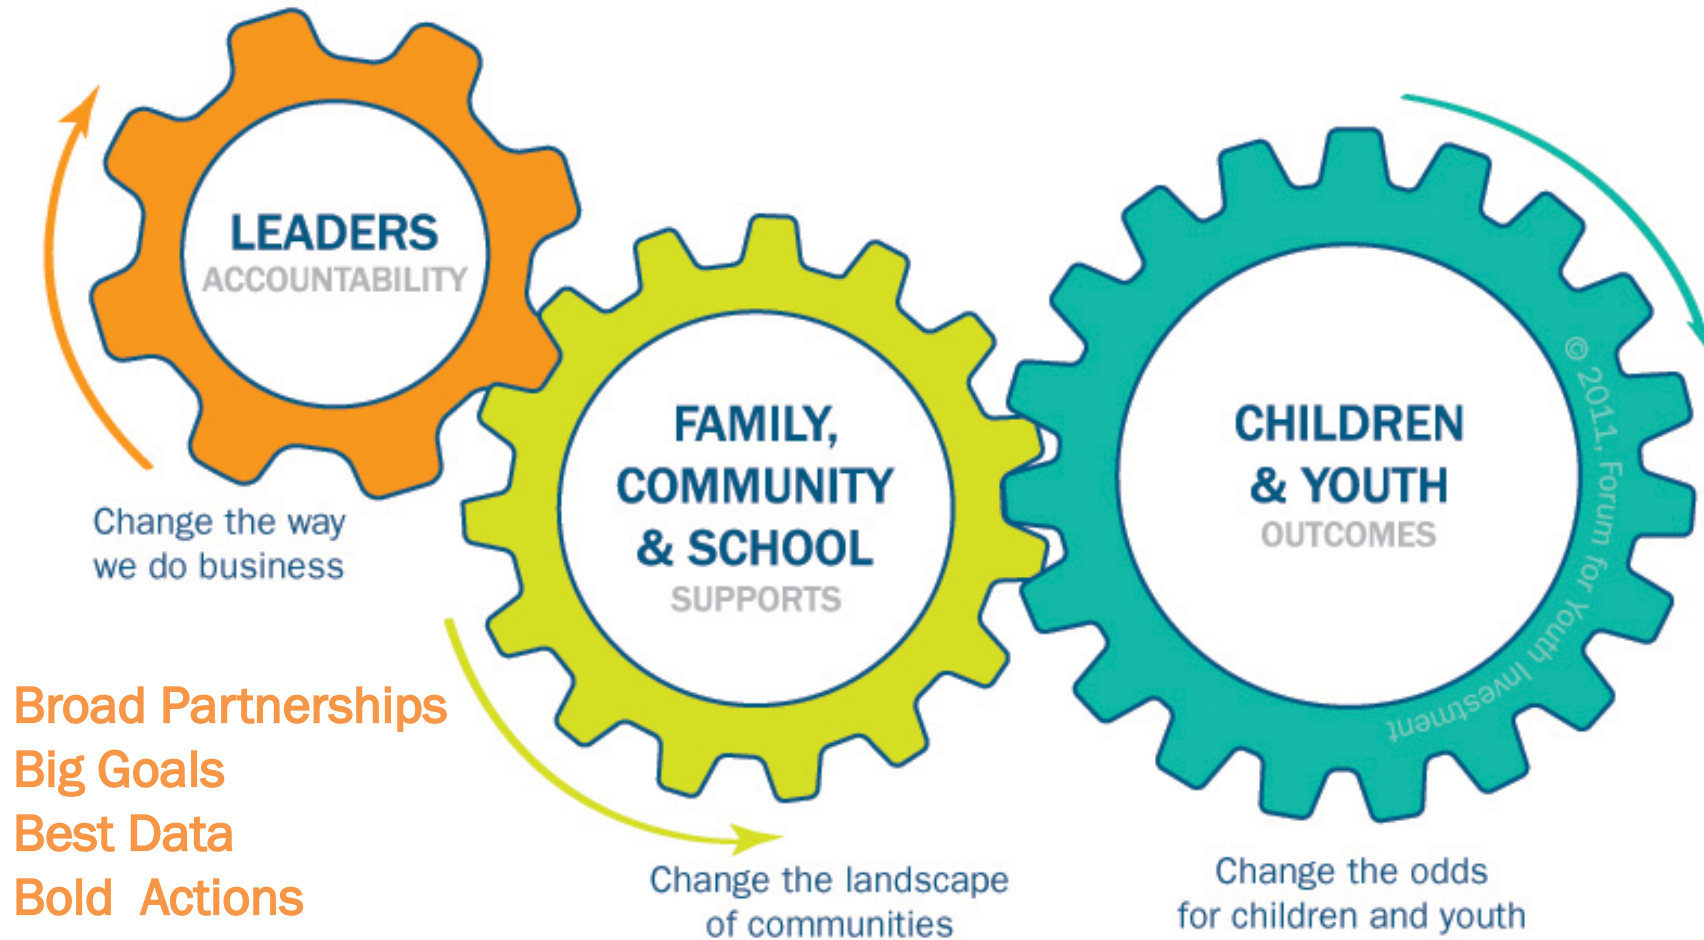 LEADERS
ACCOUNTABILITY
Change the way
we do business
FAMILY,
COMMUNITY
& SCHOOL
SUPPORTS
Change the landscape
of communities
CHILDREN
& YOUTH
OUTCOMES
© 2011, Forum for Youth Investment
Change the odds
for children and youth
Broad Partnerships
Big Goals
Best Data
Bold  Actions